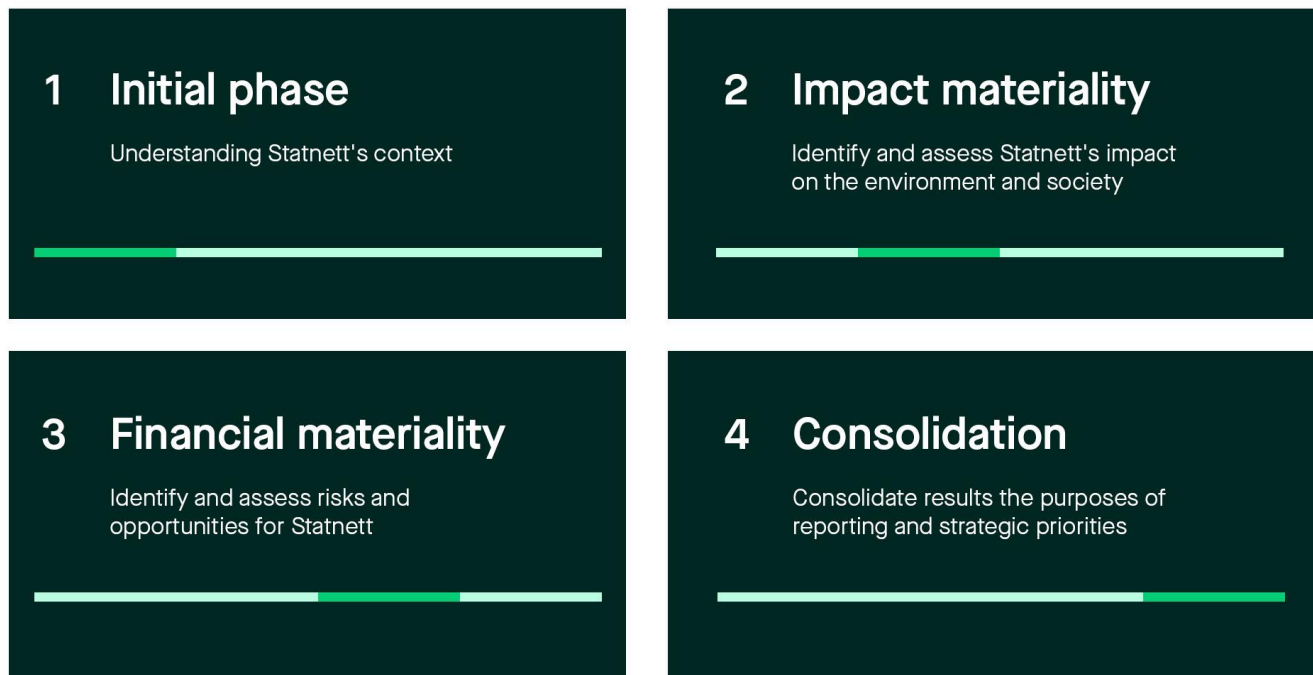 1 Initial phase
Understanding Statnett's context
2 Impact materiality
Identify and assess Statnett's impact
on the environment and society
3 Financial materiality
Identify and assess risks and
opportunities for Statnett
4 Consolidation
Consolidate results the purposes of
reporting and strategic priorities